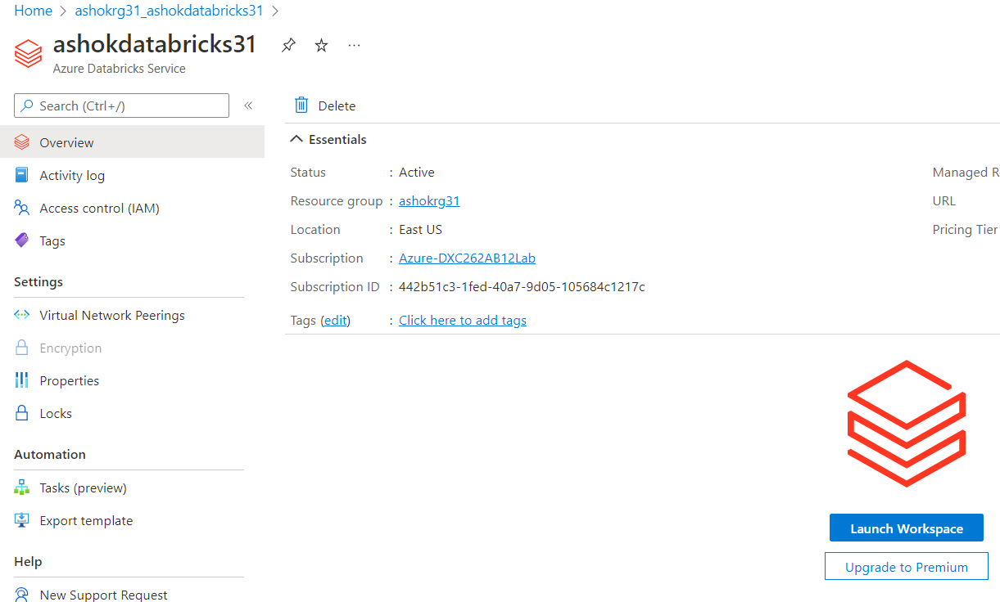 Home > ashokrg31_ashokdatabricks31 >
ashokdatabricks31
Azure Databricks Service
Search (Ctrl+/)
«
Delete
Overview
Activity log
Access control (IAM)
Tags
Settings
Virtual Network Peerings
Encryption
Properties
Locks
Automation
Tasks (preview)
Export template
Help
New Support Request
Essentials
Status : Active
Resource group : ashokrg31
Location : East US
Subscription : Azure-DXC262AB12Lab
Subscription ID : 442b51c3-1fed-40a7-9d05-105684c1217c
Tags (edit) : Click here to add tags
Managed R
URL
Pricing Tier
Launch Workspace
Upgrade to Premium